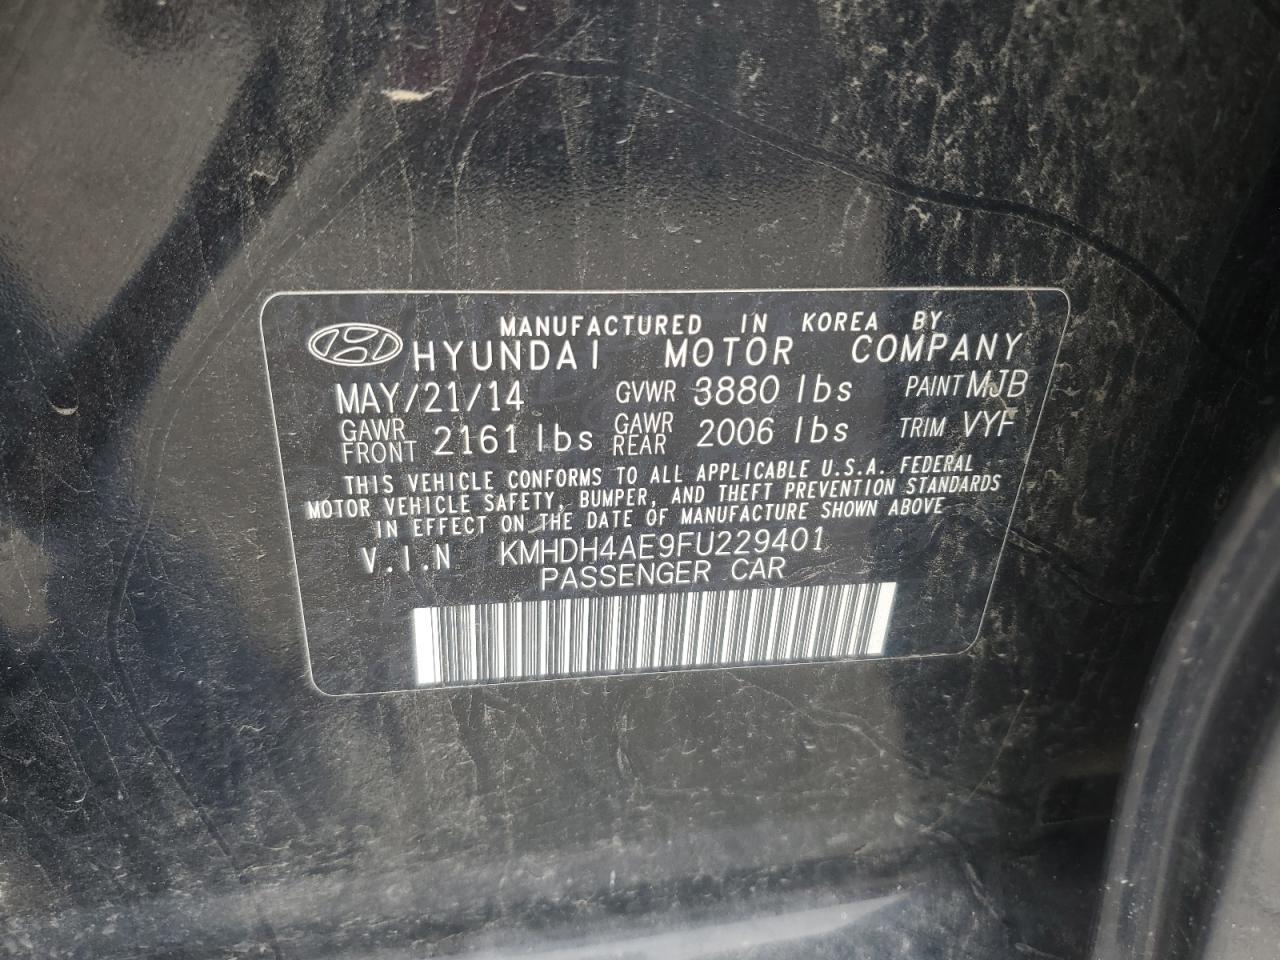 MANUFACTURED IN KOREA BY
HYUNDAI MOTOR COMPANY
MAY/21/14 GVWR 3880 lbs PAINT MJB
GAWR FRONT 2161 lbs GAWR REAR 2006 lbs TRIM VYF
THIS VEHICLE CONFORMS TO ALL APPLICABLE U.S.A. FEDERAL
MOTOR VEHICLE SAFETY, BUMPER, AND THEFT PREVENTION STANDARDS
IN EFFECT ON THE DATE OF MANUFACTURE SHOWN ABOVE
V.I.N KMHDH4AE9FU229401
PASSENGER CAR